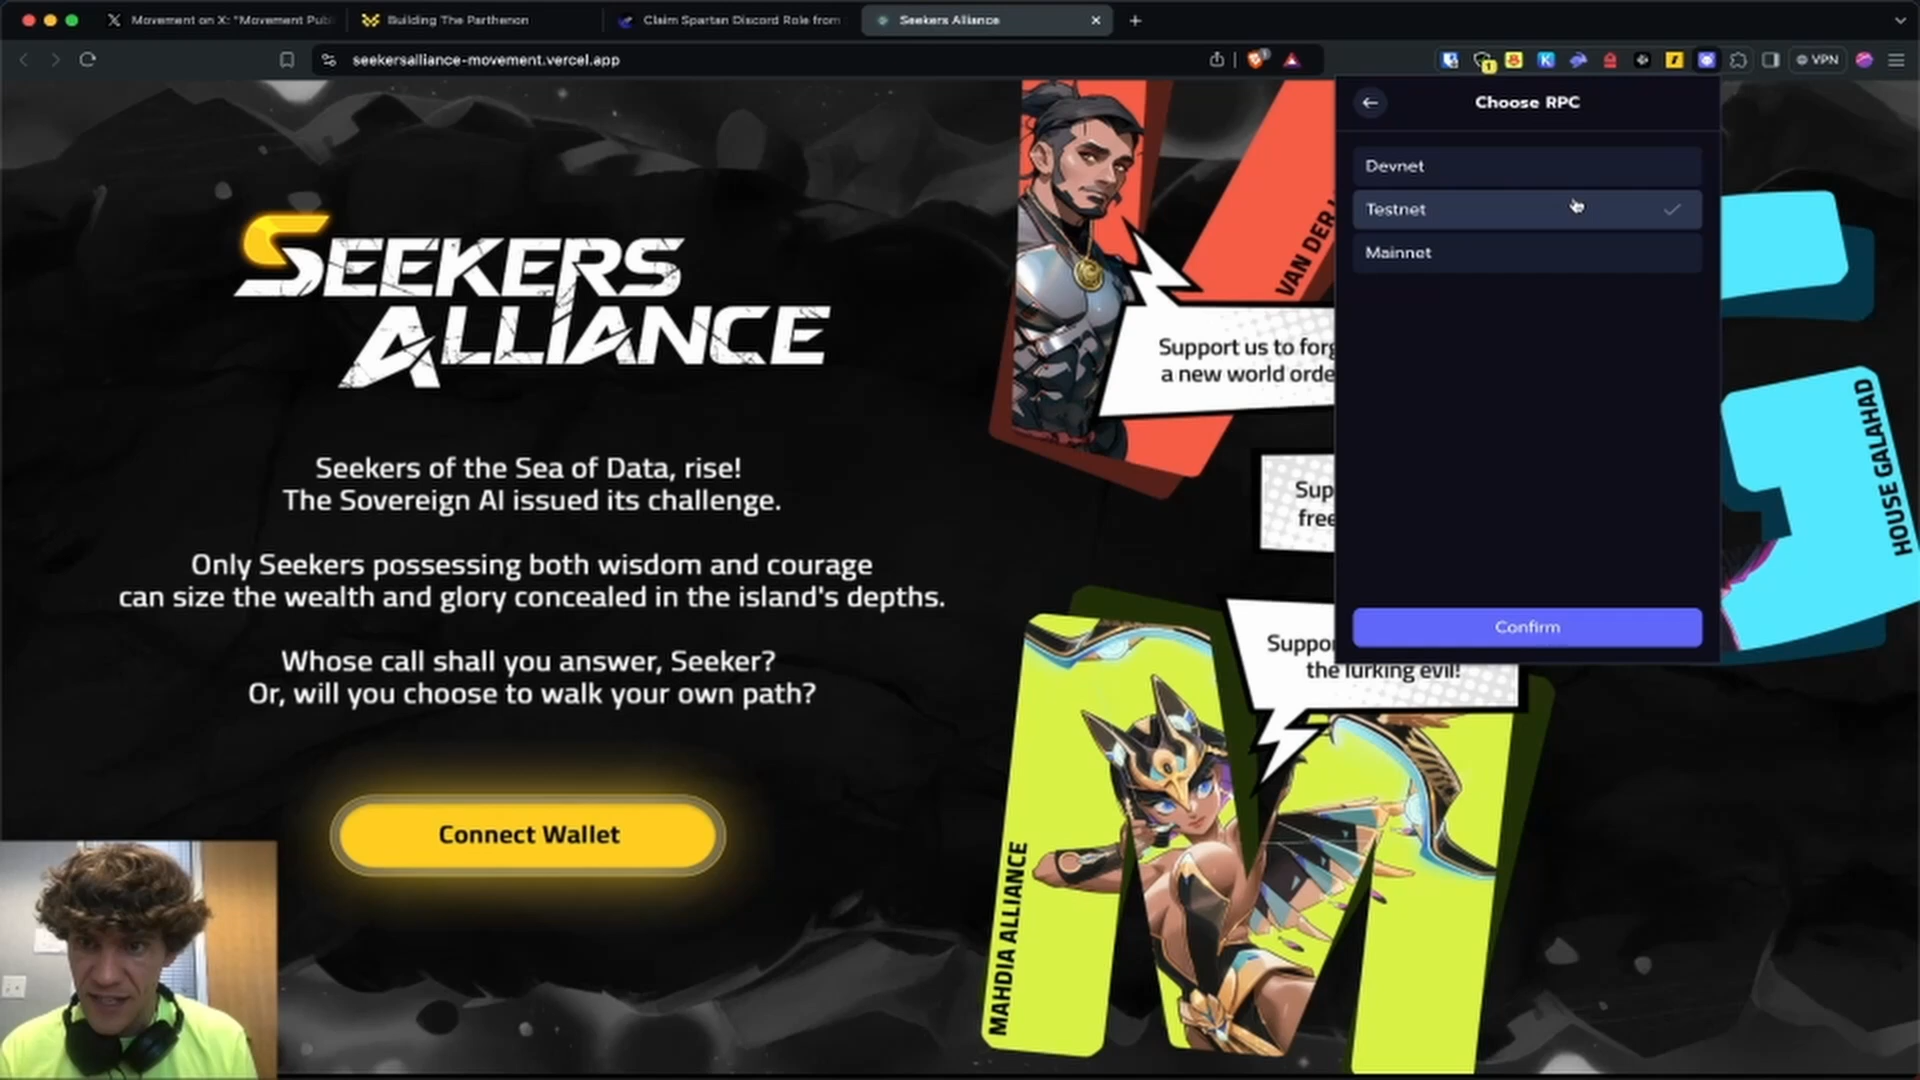 Movement on X: "Movement Pub
Building The Parthenon
Claim Spartan Discord Role from
Seekers Alliance
seekersalliance-movement.vercel.app
1
1
VPN
Choose RPC
Devnet
Testnet
Mainnet
Confirm
SEEKERS
ALLIANCE
Seekers of the Sea of Data, rise!
The Sovereign AI issued its challenge.
Only Seekers possessing both wisdom and courage
can size the wealth and glory concealed in the island's depths.
Whose call shall you answer, Seeker?
Or, will you choose to walk your own path?
Connect Wallet
VAN DER
Support us to forg
a new world orde
Sup
free
HOUSE GALAHAD
Suppor
the lurking evil!
MAHDIA ALLIANCE